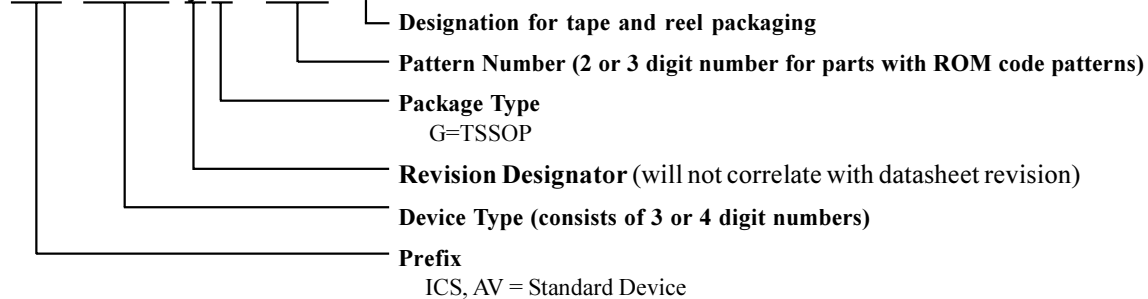 Designation for tape and reel packaging
Pattern Number (2 or 3 digit number for parts with ROM code patterns)
Package Type
G=TSSOP
Revision Designator (will not correlate with datasheet revision)
Device Type (consists of 3 or 4 digit numbers)
Prefix
ICS, AV = Standard Device